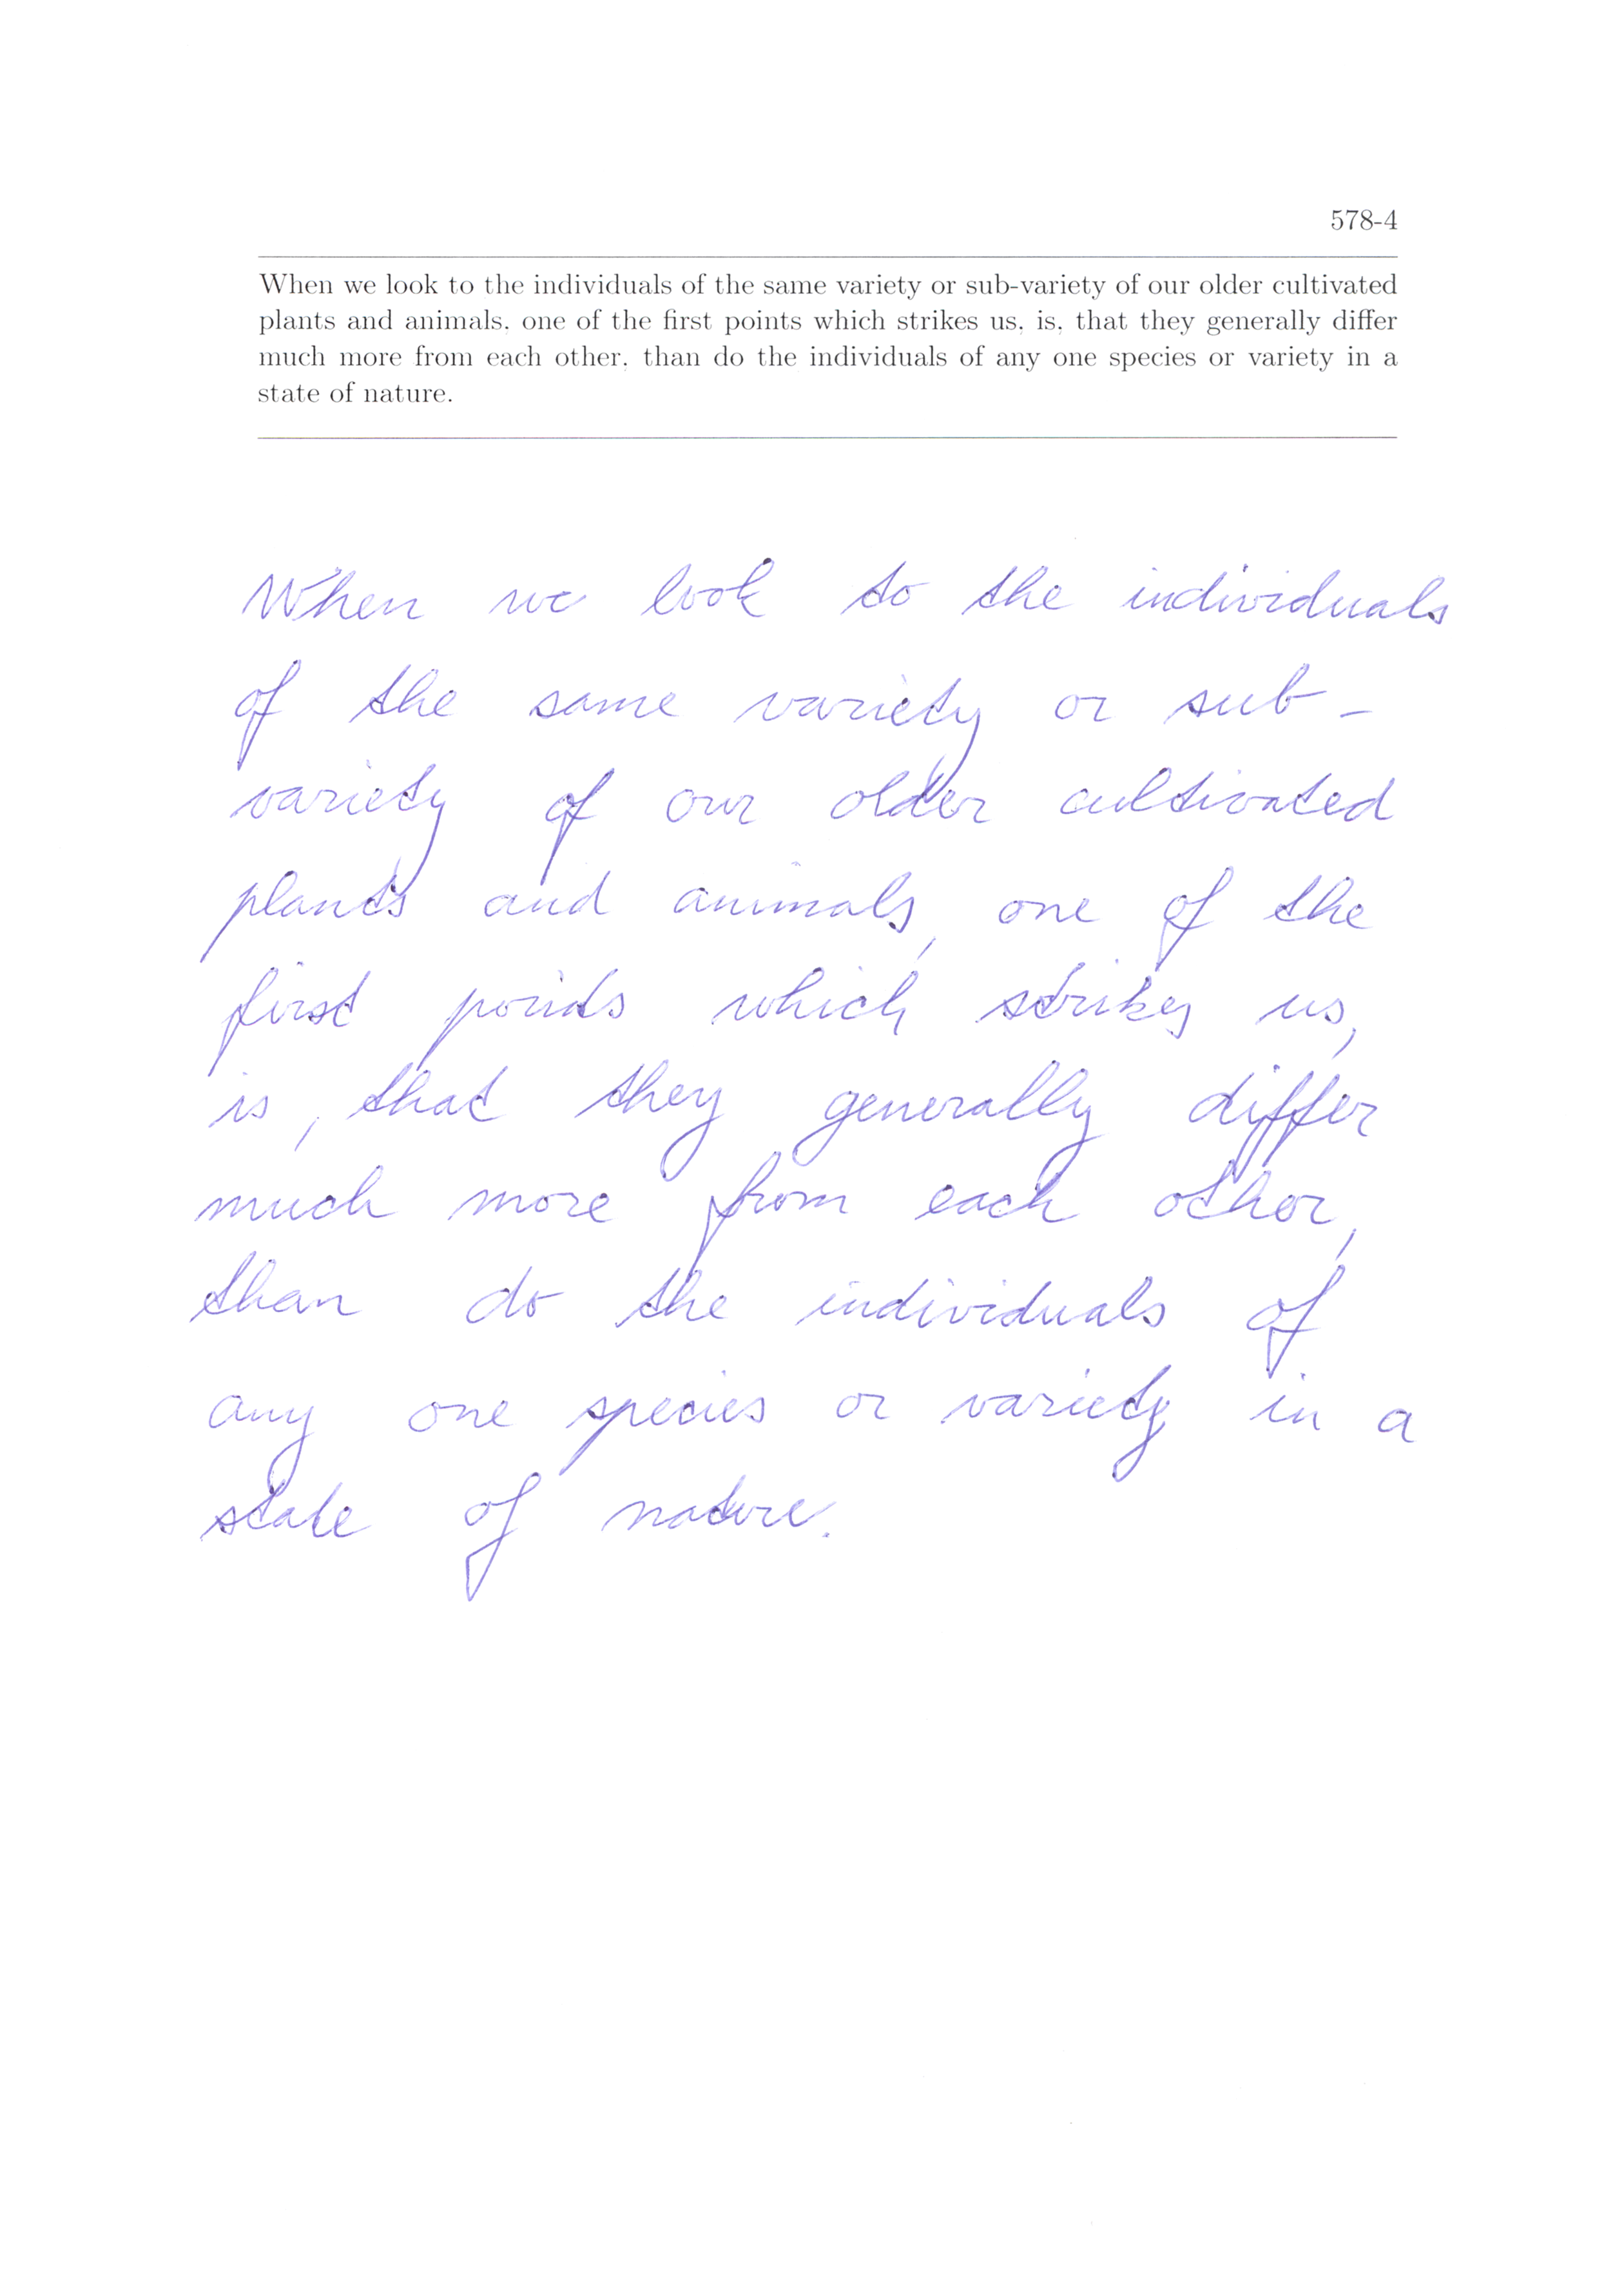 578-4
When we look to the individuals of the same variety or sub-variety of our older cultivated
plants and animals, one of the first points which strikes us, is, that they generally differ
much more from each other, than do the individuals of any one species or variety in a
state of nature.
When we look to the individuals
of the same variety or sub-
variety of our older cultivated
plants and animals, one of the
first points which strikes us,
is, that they generally differ
much more from each other,
than do the individuals of
any one species or variety in a
state of nature.